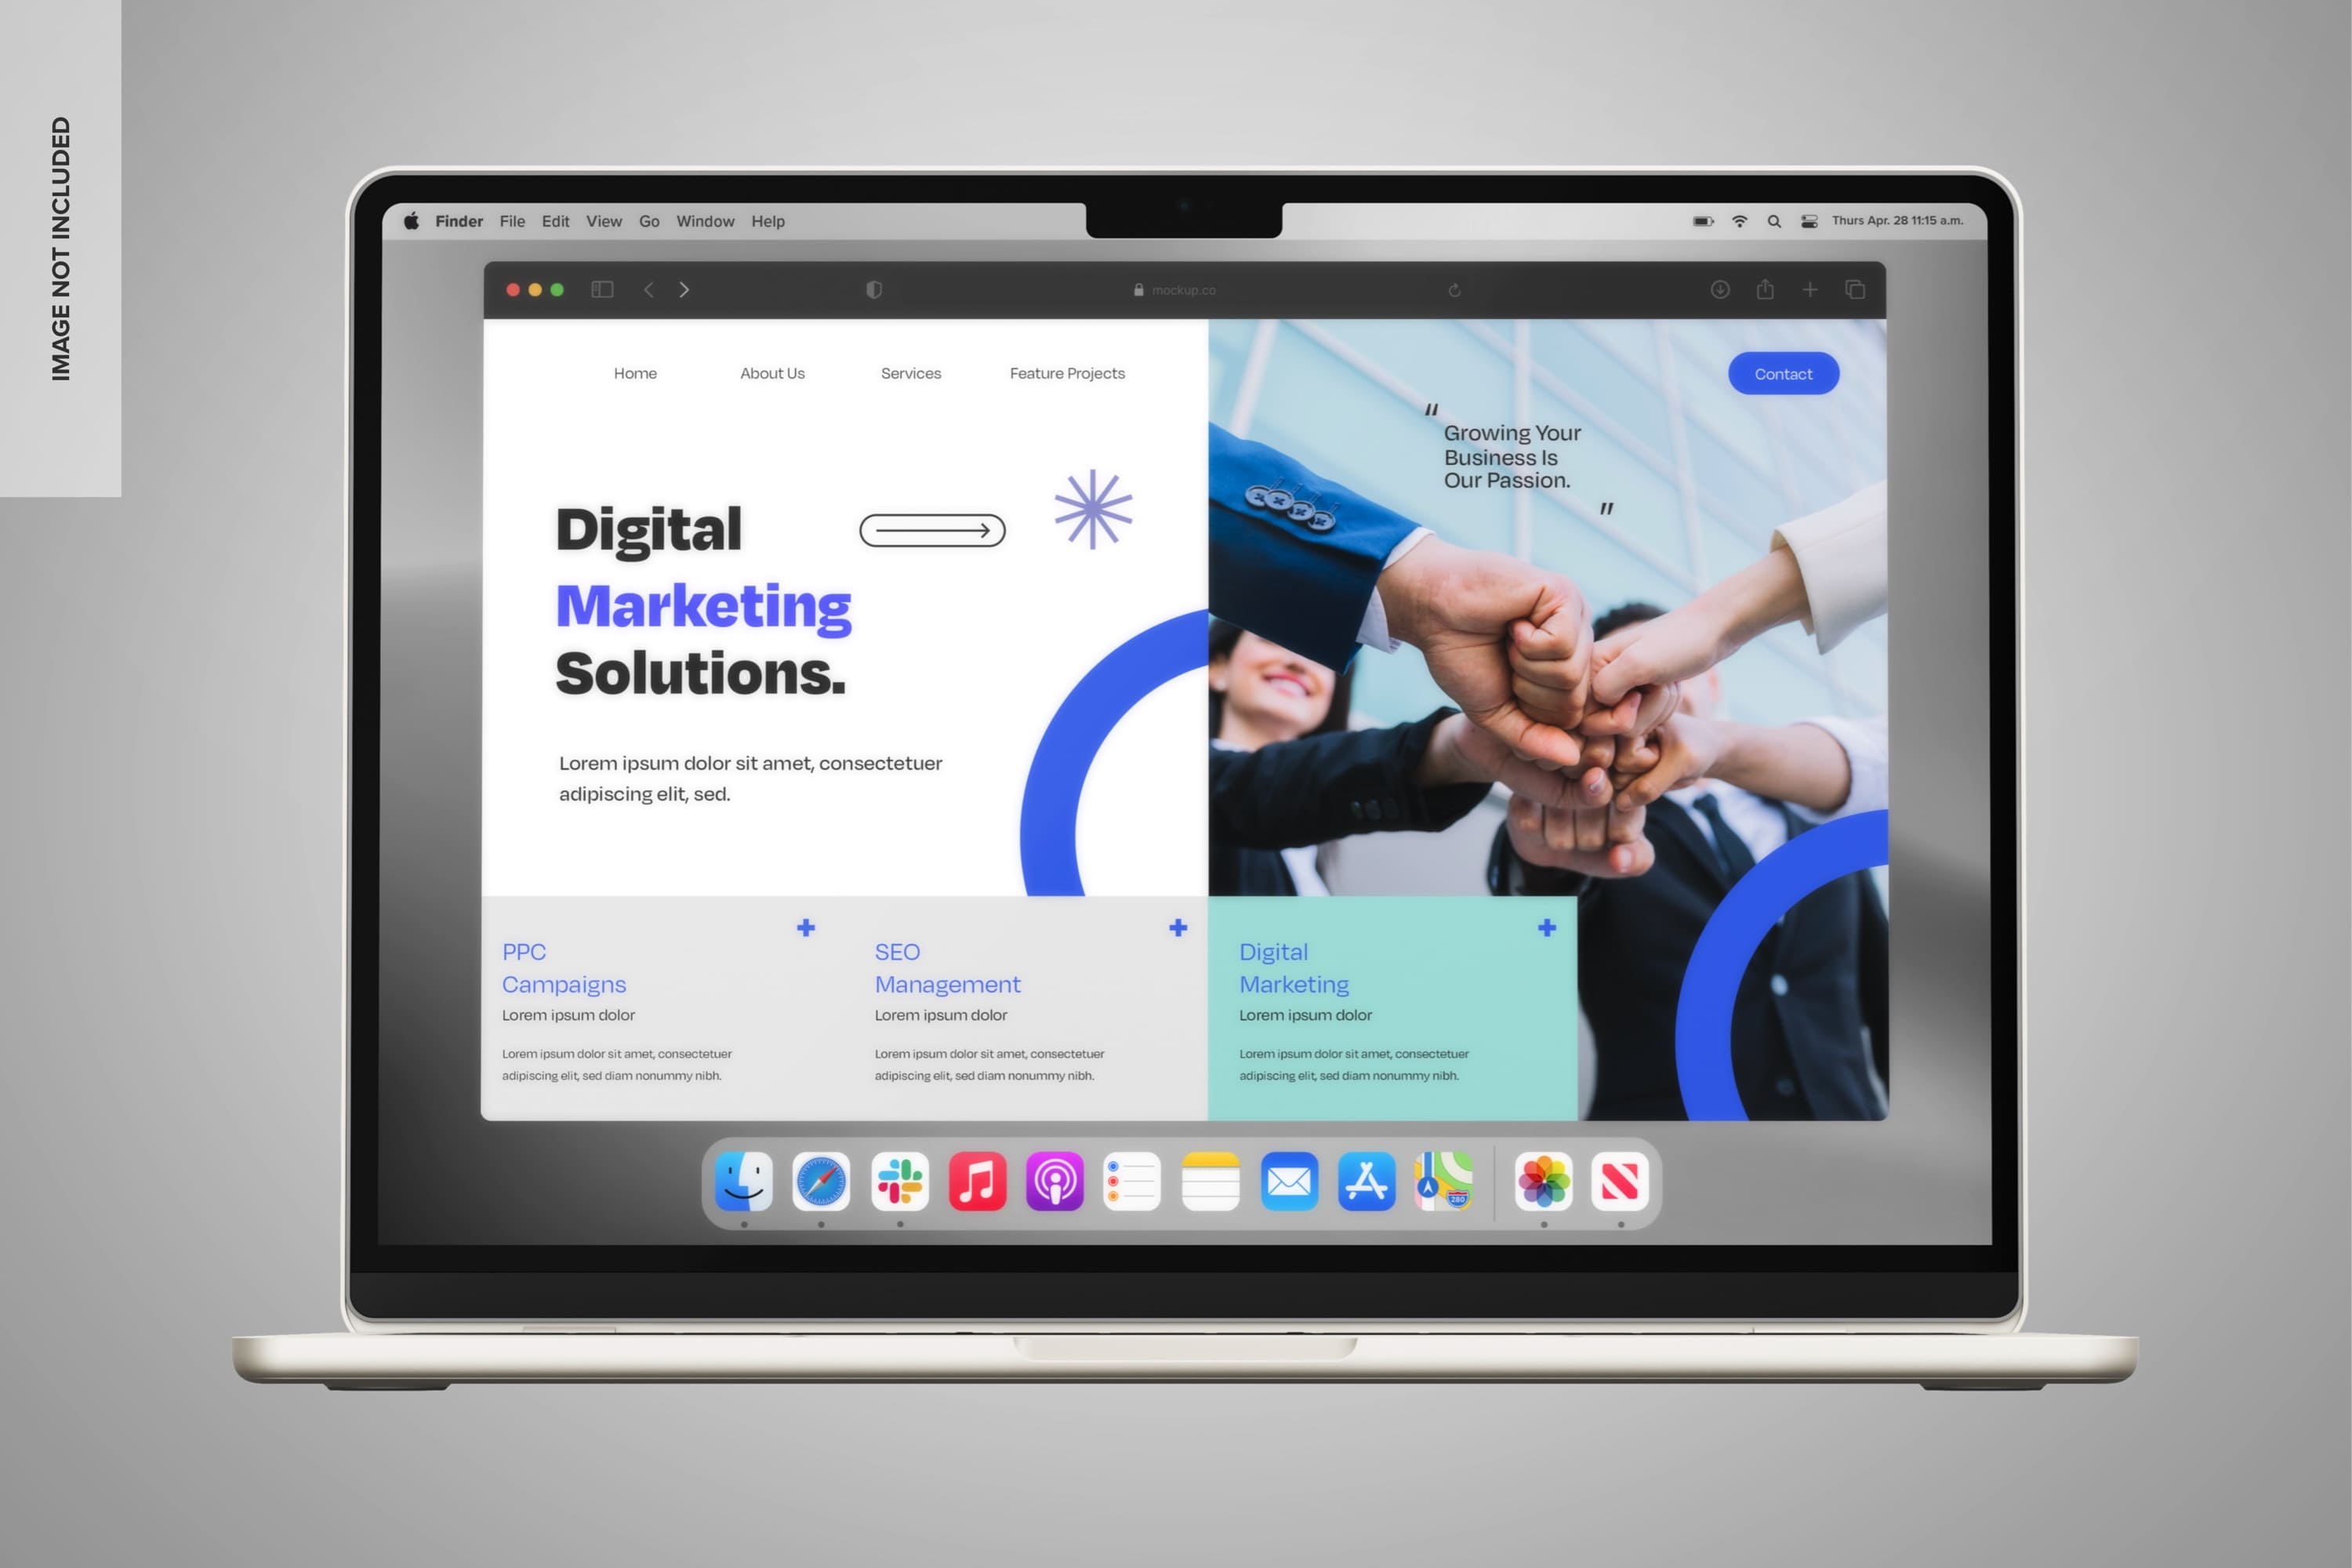 IMAGE NOT INCLUDED
Finder File Edit View Go Window Help
Thurs Apr. 28 11:15 a.m.
mockup.co
Home About Us Services Feature Projects
Contact
"
Growing Your
Business Is
Our Passion.
"
Digital
Marketing
Solutions.
Lorem ipsum dolor sit amet, consectetuer
adipiscing elit, sed.
PPC
Campaigns
Lorem ipsum dolor
Lorem ipsum dolor sit amet, consectetuer
adipiscing elit, sed diam nonummy nibh.
SEO
Management
Lorem ipsum dolor
Lorem ipsum dolor sit amet, consectetuer
adipiscing elit, sed diam nonummy nibh.
Digital
Marketing
Lorem ipsum dolor
Lorem ipsum dolor sit amet, consectetuer
adipiscing elit, sed diam nonummy nibh.
280